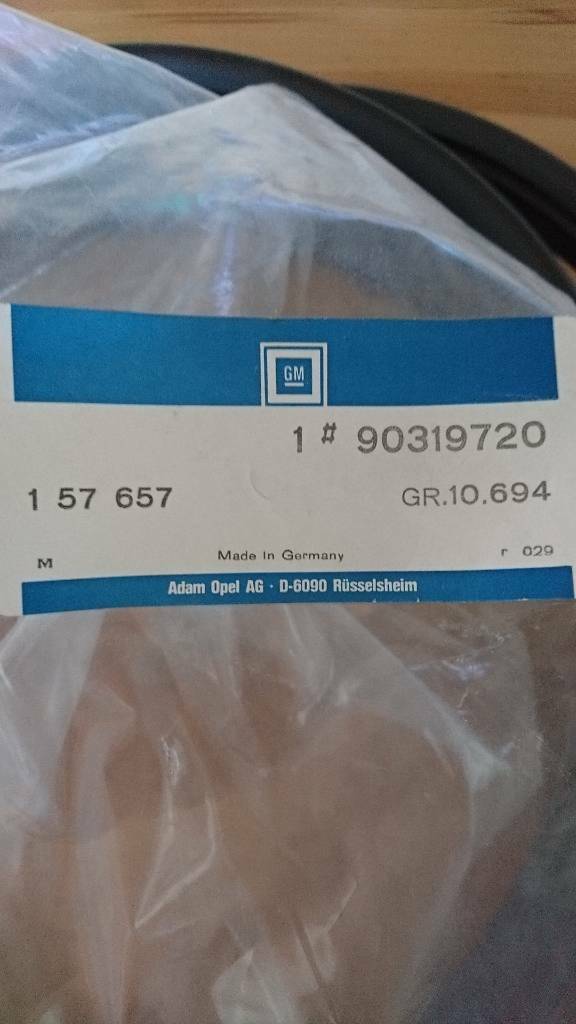 GM
1 # 90319720
1 57 657 GR.10.694
M Made in Germany r 029
Adam Opel AG · D-6090 Rüsselsheim